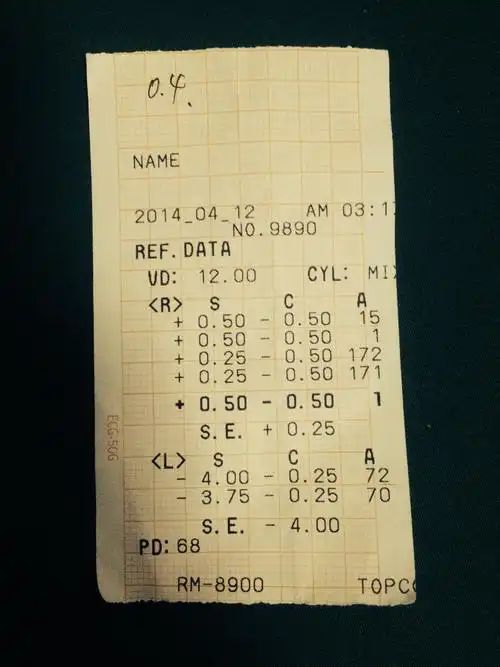 0.4.
NAME
2014_04_12 AM 03:1
NO.9890
REF.DATA
VD: 12.00 CYL: MI
<R> S C A
+ 0.50 - 0.50 15
+ 0.50 - 0.50 1
+ 0.25 - 0.50 172
+ 0.25 - 0.50 171
+ 0.50 - 0.50 1
S.E. + 0.25
<L> S C A
- 4.00 - 0.25 72
- 3.75 - 0.25 70
S.E. - 4.00
PD: 68
RM-8900 TOPC
ECG-50G